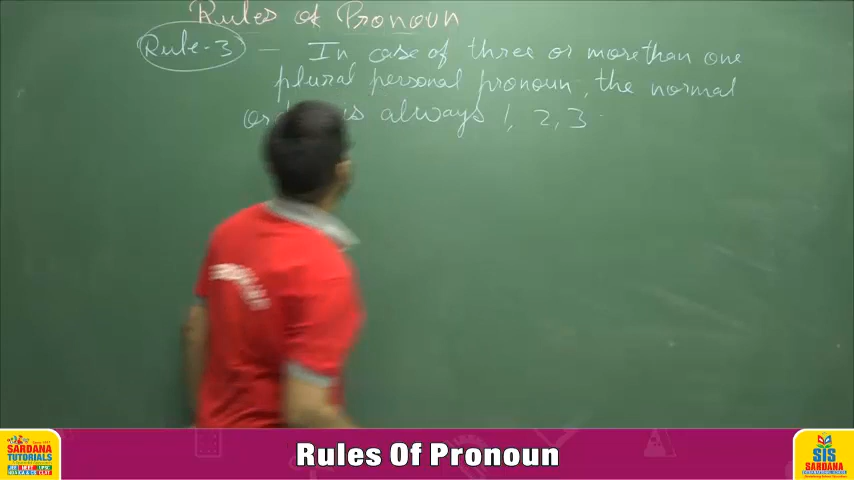 Rules of Pronoun
Rule-3 - In case of three or more than one
plural personal pronoun, the normal
is always 1, 2, 3
Rules Of Pronoun
SARDANA
TUTORIALS
SIS
SARDANA